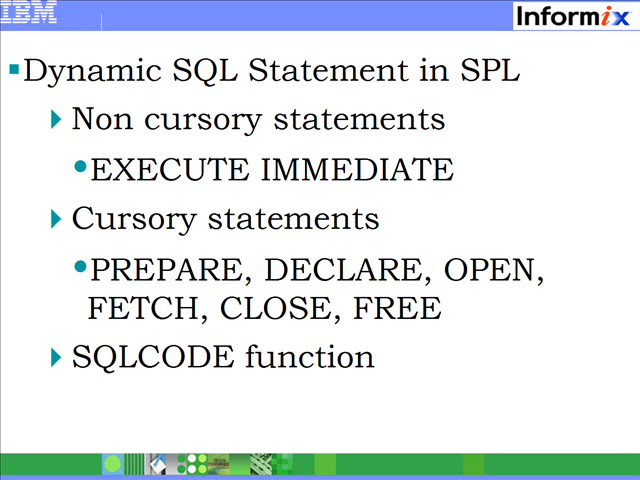 IBM
Informix
Dynamic SQL Statement in SPL
Non cursory statements
EXECUTE IMMEDIATE
Cursory statements
PREPARE, DECLARE, OPEN,
FETCH, CLOSE, FREE
SQLCODE function